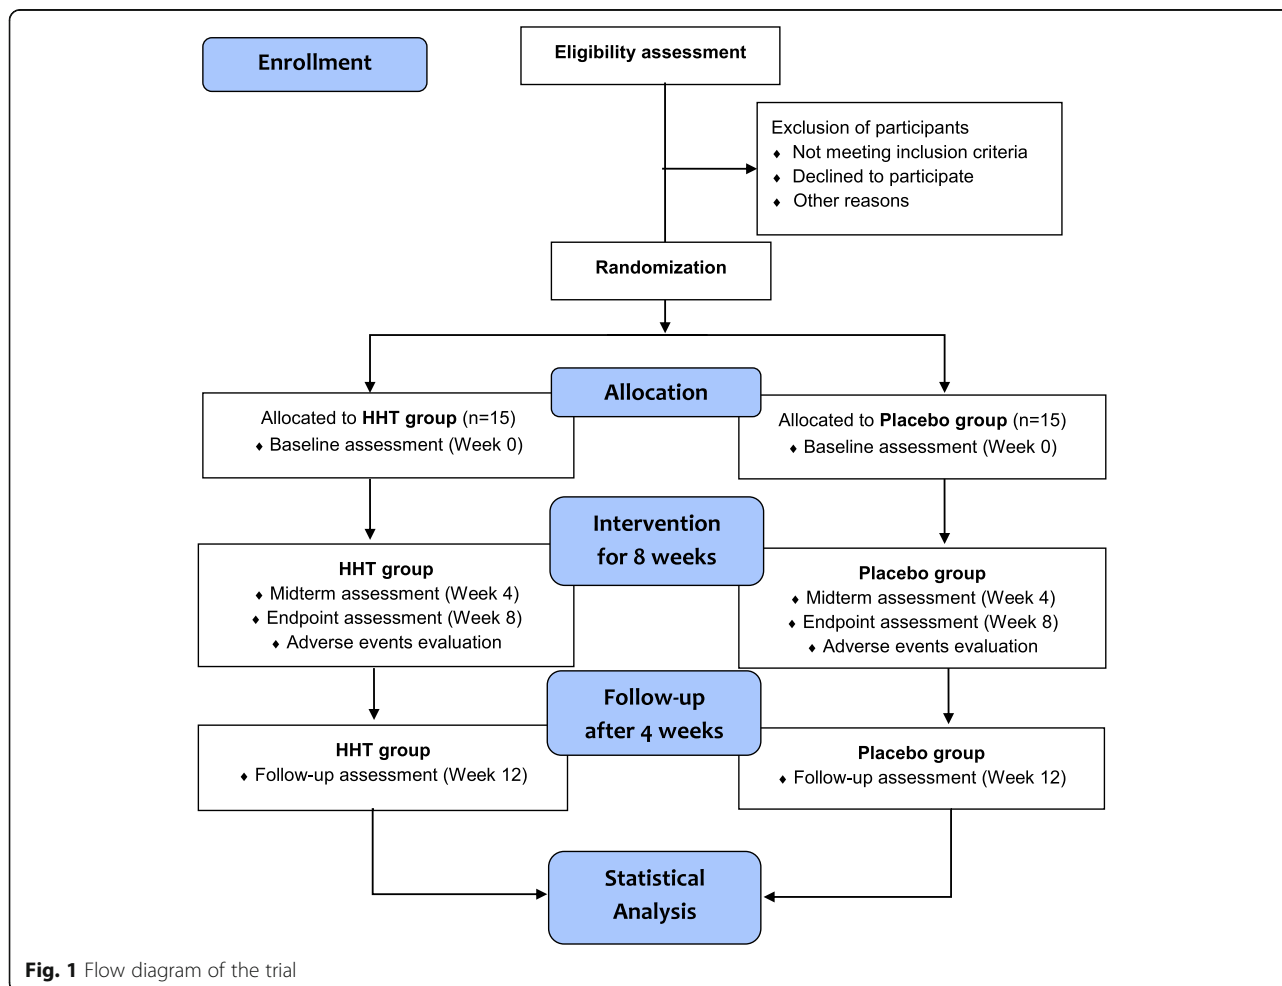 Enrollment
Eligibility assessment
Exclusion of participants
♦ Not meeting inclusion criteria
♦ Declined to participate
♦ Other reasons
Randomization
Allocation
Allocated to HHT group (n=15)
♦ Baseline assessment (Week 0)
Allocated to Placebo group (n=15)
♦ Baseline assessment (Week 0)
Intervention
for 8 weeks
HHT group
♦ Midterm assessment (Week 4)
♦ Endpoint assessment (Week 8)
♦ Adverse events evaluation
Placebo group
♦ Midterm assessment (Week 4)
♦ Endpoint assessment (Week 8)
♦ Adverse events evaluation
Follow-up
after 4 weeks
HHT group
♦ Follow-up assessment (Week 12)
Placebo group
♦ Follow-up assessment (Week 12)
Statistical
Analysis
Fig. 1 Flow diagram of the trial